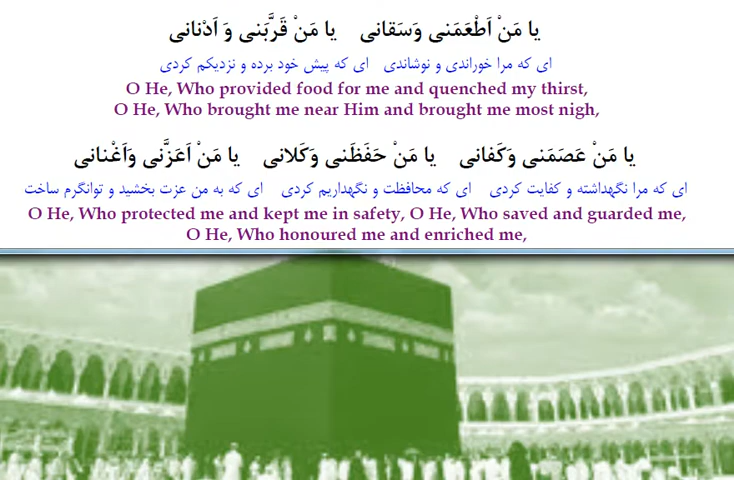 يا مَنْ اَطْعَمَنى وَسَقانى يا مَنْ قَرَّبَنى وَ اَدْنانى
ای که مرا خوراندی و نوشاندی ای که پیش خود برده و نزدیکم کردی
O He, Who provided food for me and quenched my thirst,
O He, Who brought me near Him and brought me most nigh,
يا مَنْ عَصَمَنى وَكَفانى يا مَنْ حَفَظَنى وَكَلانى يا مَنْ اَعَزَّنى وَاَغْنانى
ای که مرا نگهداشته و کفایت کردی ای که محافظت و نگهداریم کردی ای که به من عزت بخشید و توانگرم ساخت
O He, Who protected me and kept me in safety, O He, Who saved and guarded me,
O He, Who honoured me and enriched me,